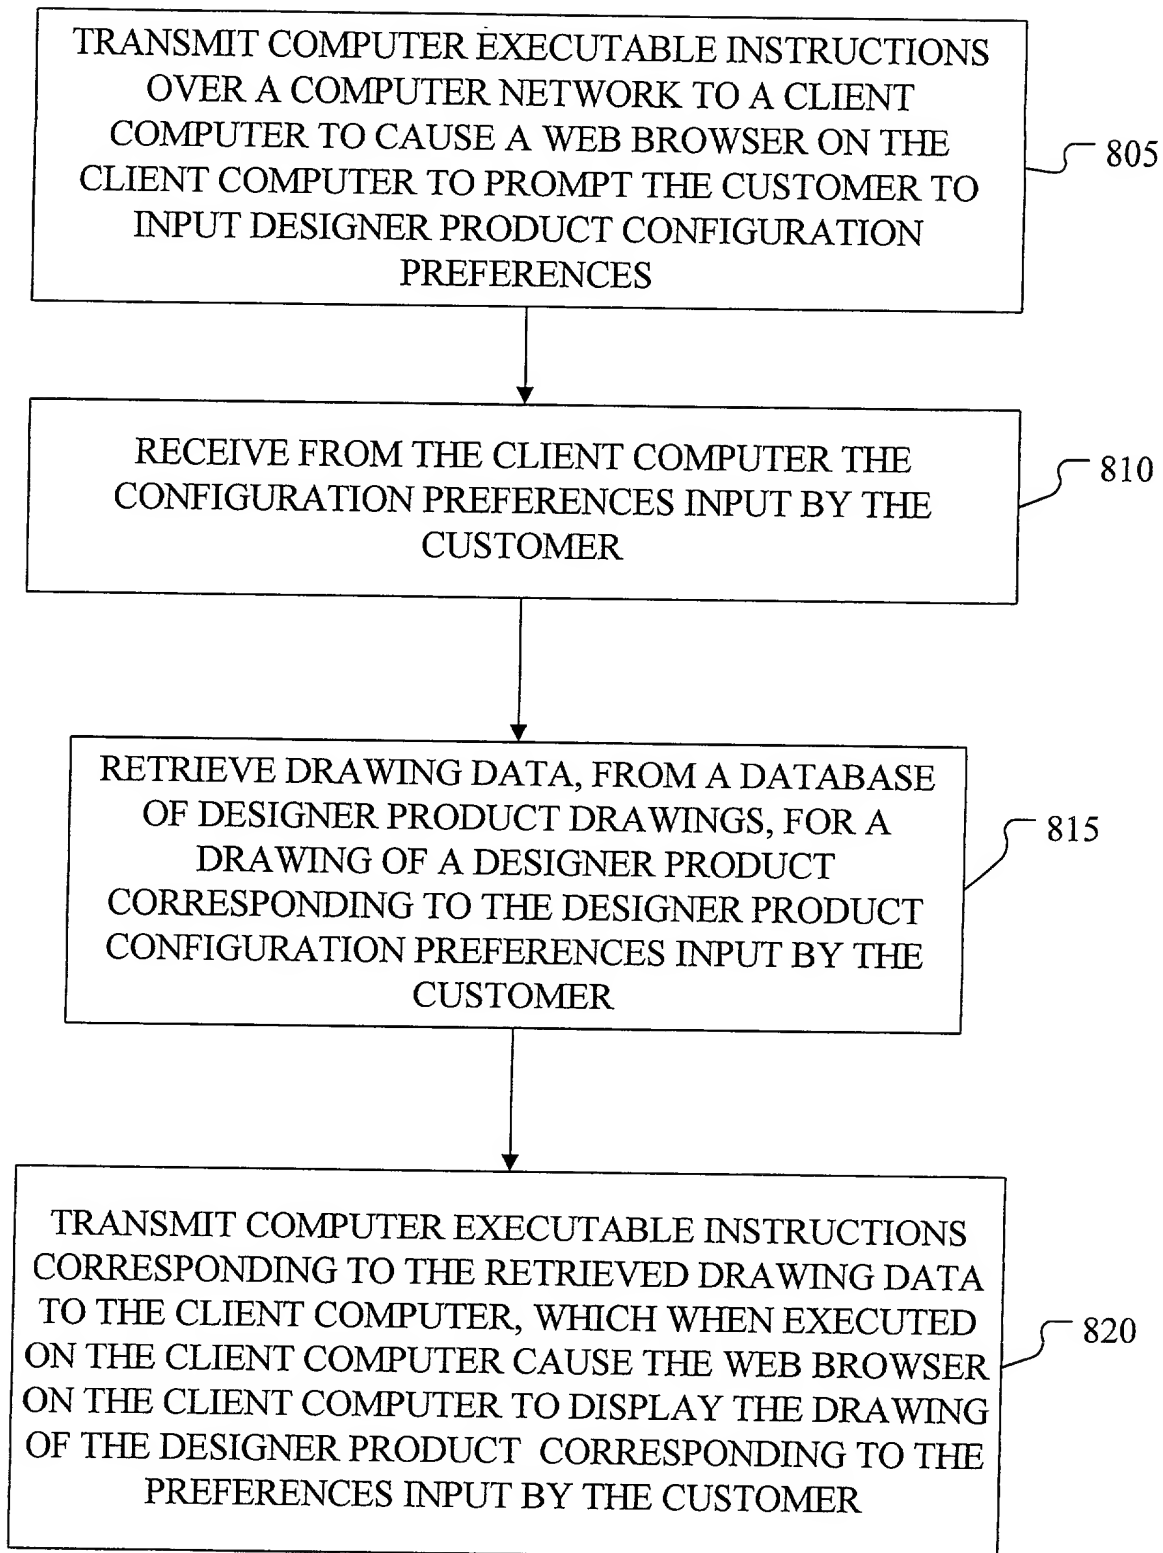 TRANSMIT COMPUTER EXECUTABLE INSTRUCTIONS
OVER A COMPUTER NETWORK TO A CLIENT
COMPUTER TO CAUSE A WEB BROWSER ON THE
CLIENT COMPUTER TO PROMPT THE CUSTOMER TO
INPUT DESIGNER PRODUCT CONFIGURATION
PREFERENCES
805
RECEIVE FROM THE CLIENT COMPUTER THE
CONFIGURATION PREFERENCES INPUT BY THE
CUSTOMER
810
RETRIEVE DRAWING DATA, FROM A DATABASE
OF DESIGNER PRODUCT DRAWINGS, FOR A
DRAWING OF A DESIGNER PRODUCT
CORRESPONDING TO THE DESIGNER PRODUCT
CONFIGURATION PREFERENCES INPUT BY THE
CUSTOMER
815
TRANSMIT COMPUTER EXECUTABLE INSTRUCTIONS
CORRESPONDING TO THE RETRIEVED DRAWING DATA
TO THE CLIENT COMPUTER, WHICH WHEN EXECUTED
ON THE CLIENT COMPUTER CAUSE THE WEB BROWSER
ON THE CLIENT COMPUTER TO DISPLAY THE DRAWING
OF THE DESIGNER PRODUCT CORRESPONDING TO THE
PREFERENCES INPUT BY THE CUSTOMER
820